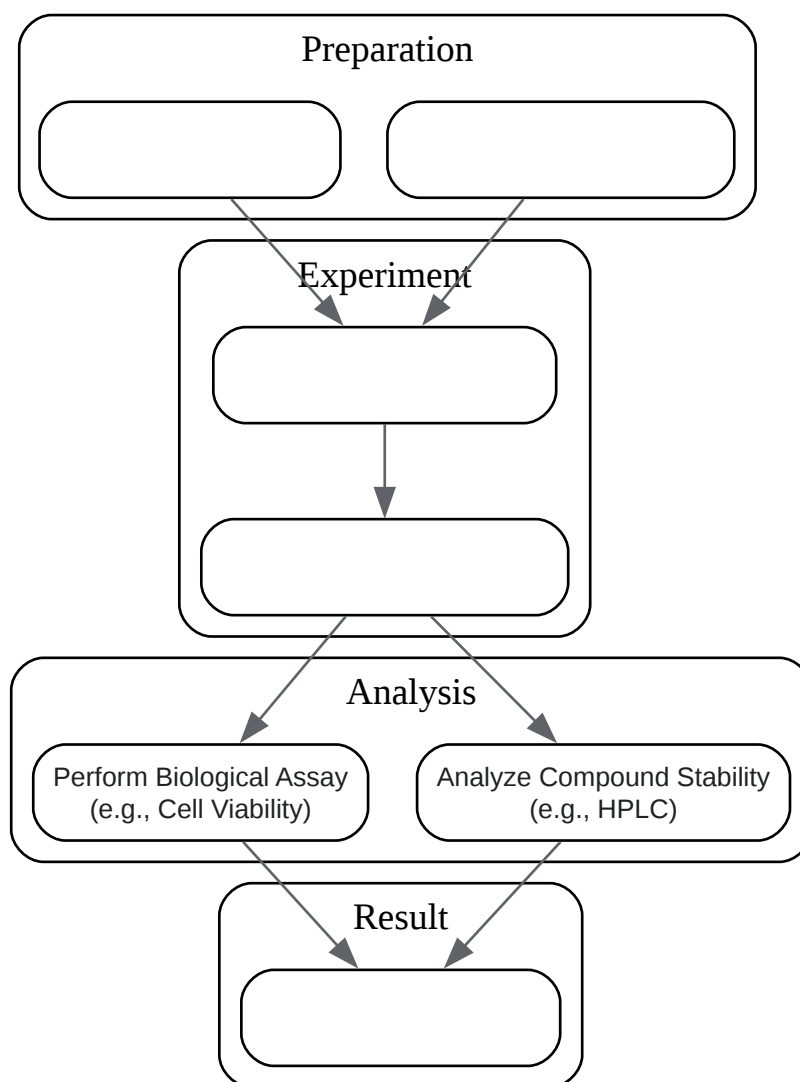 Preparation
Experiment
Analysis
Perform Biological Assay
(e.g., Cell Viability)
Analyze Compound Stability
(e.g., HPLC)
Result